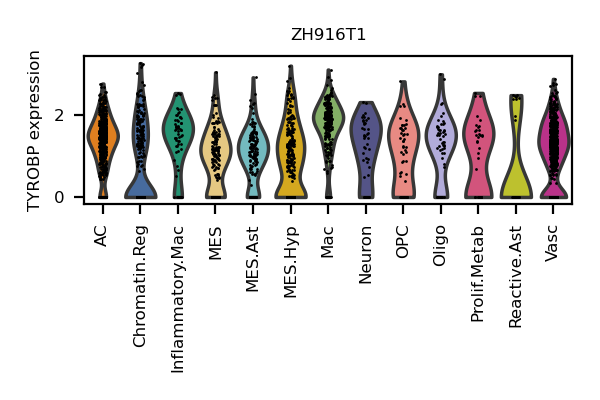 ZH916T1
TYROBP expression
2
0
AC
Chromatin.Reg
Inflammatory.Mac
MES
MES.Ast
MES.Hyp
Mac
Neuron
OPC
Oligo
Prolif.Metab
Reactive.Ast
Vasc